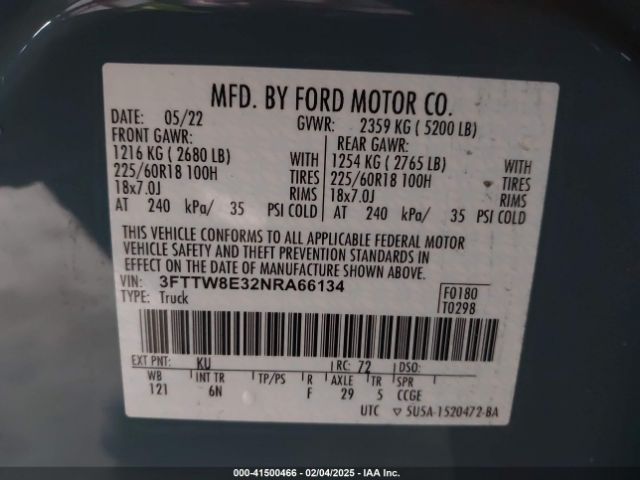 MFD. BY FORD MOTOR CO.
DATE: 05/22 GVWR: 2359 KG ( 5200 LB)
FRONT GAWR: REAR GAWR:
1216 KG ( 2680 LB) WITH 1254 KG ( 2765 LB) WITH
225/60R18 100H TIRES 225/60R18 100H TIRES
18x7.0J RIMS 18x7.0J RIMS
AT 240 kPa/ 35 PSI COLD AT 240 kPa/ 35 PSI COLD
THIS VEHICLE CONFORMS TO ALL APPLICABLE FEDERAL MOTOR
VEHICLE SAFETY AND THEFT PREVENTION STANDARDS IN
EFFECT ON THE DATE OF MANUFACTURE SHOWN ABOVE.
VIN: 3FTTW8E32NRA66134 F0180
TYPE: Truck T0298
EXT PNT: KU RC: 72 DSO:
WB INT TR TP/PS R AXLE TR SPR
121 6N F 29 5 CCGE
UTC ▽ 5U5A-1520472-BA
000-41500466 - 02/04/2025 - IAA Inc.